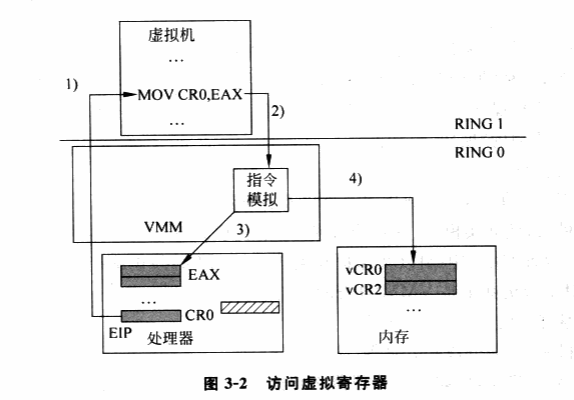 虚拟机
…
1)
MOV CR0,EAX
2)
…
RING 1
RING 0
指令
模拟
4)
VMM
3)
EAX
vCR0
vCR2
…
…
CR0
EIP
处理器
内存
图 3-2 访问虚拟寄存器